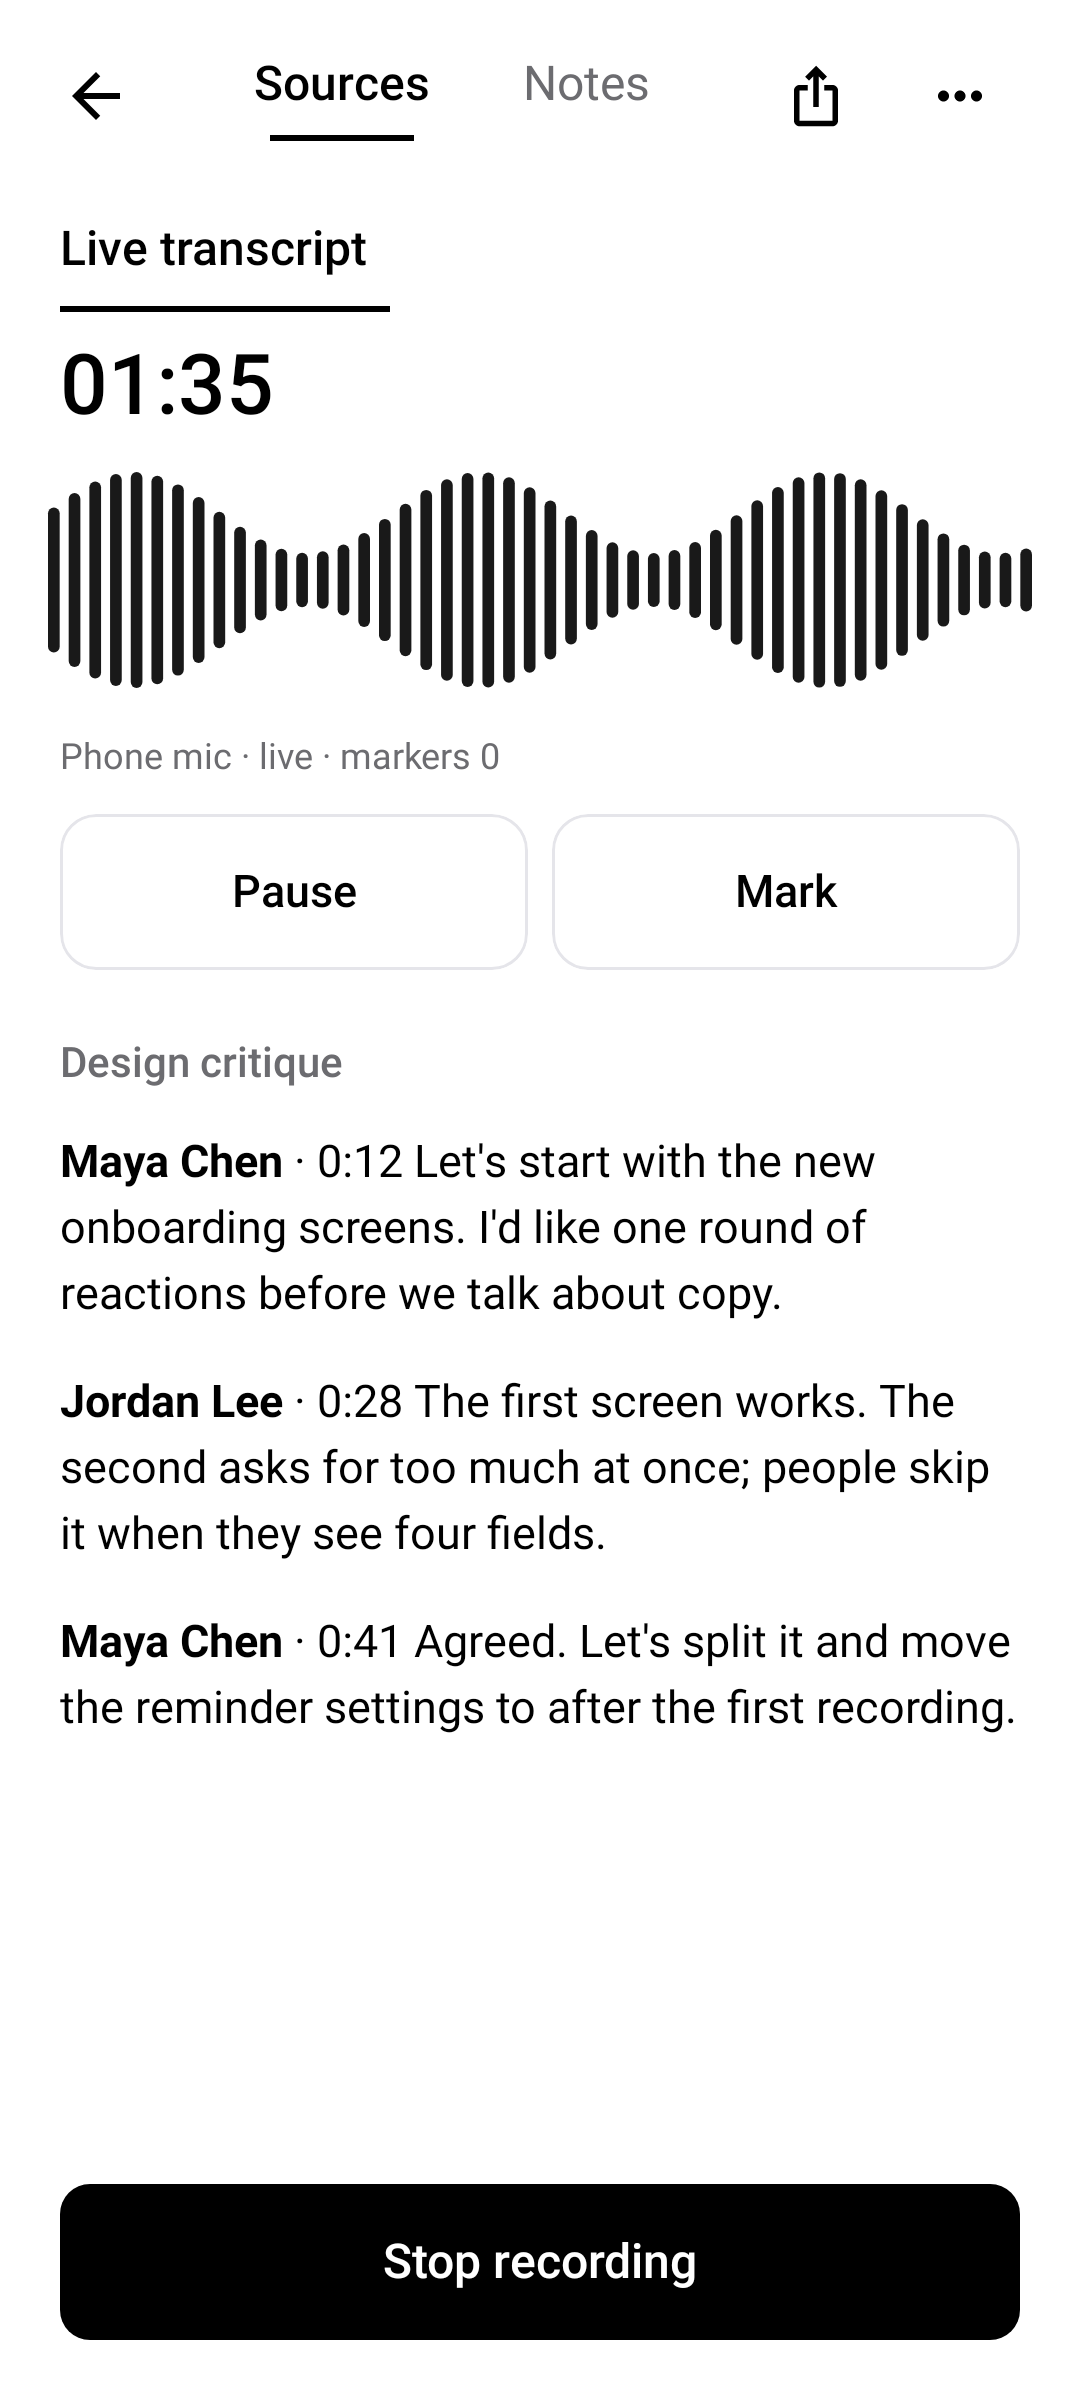 Sources
Notes
Live transcript
01:35
Phone mic · live · markers 0
Pause
Mark
Design critique
Maya Chen · 0:12 Let's start with the new
onboarding screens. I'd like one round of
reactions before we talk about copy.
Jordan Lee · 0:28 The first screen works. The
second asks for too much at once; people skip
it when they see four fields.
Maya Chen · 0:41 Agreed. Let's split it and move
the reminder settings to after the first recording.
Stop recording